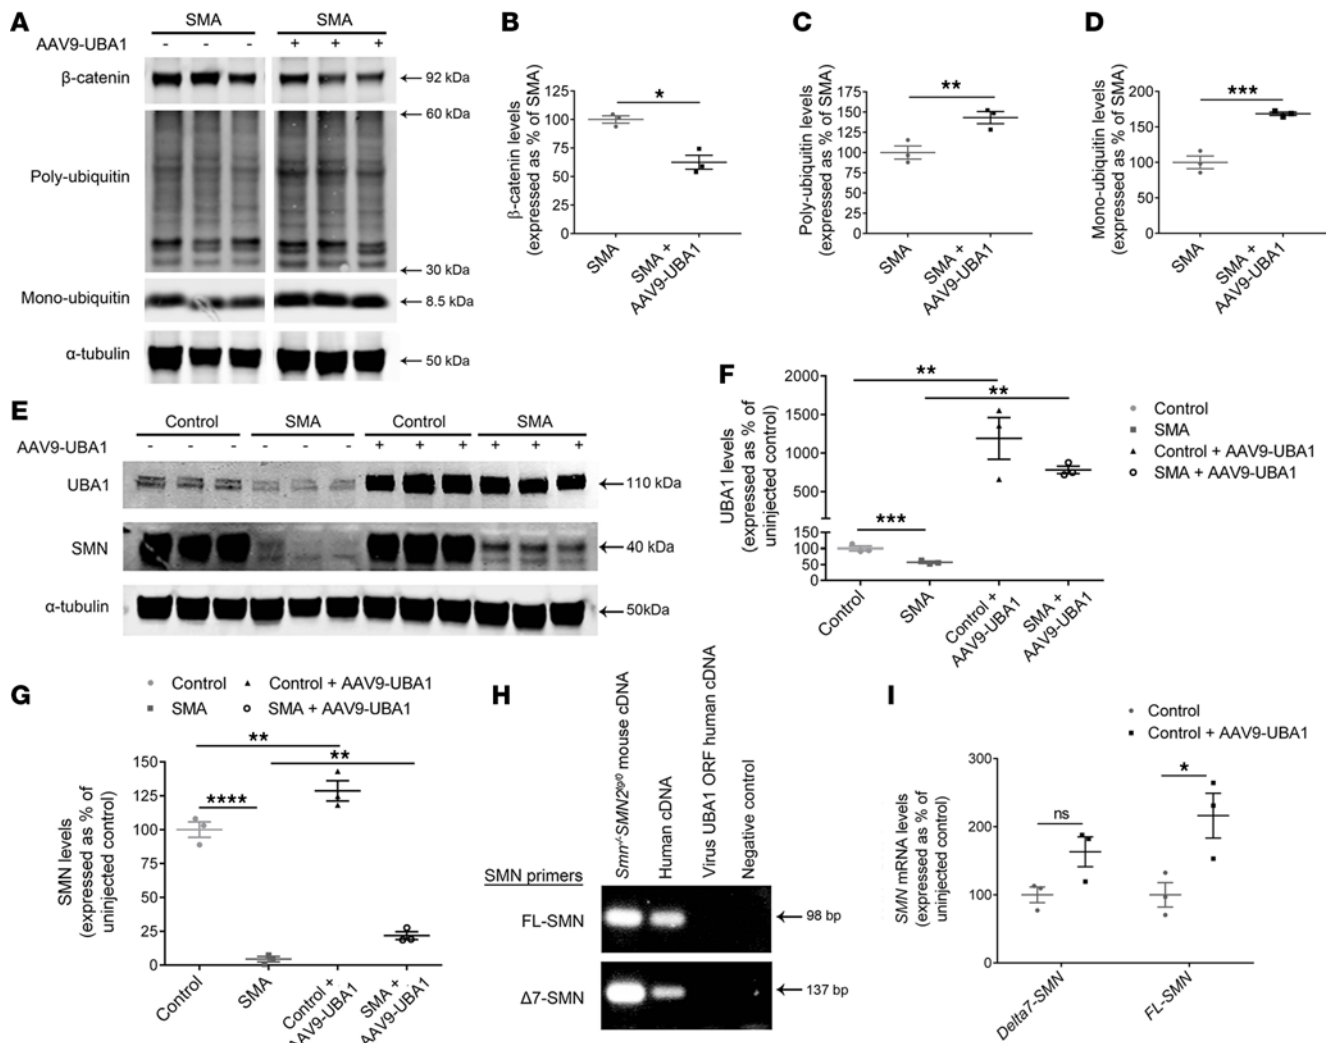 A
SMA
SMA
AAV9-UBA1
- - - + + +
β-catenin
92 kDa
60 kDa
Poly-ubiquitin
30 kDa
Mono-ubiquitin
8.5 kDa
α-tubulin
50 kDa
B
β-catenin levels
(expressed as % of SMA)
125
100
75
50
25
0
*
SMA
SMA +
AAV9-UBA1
C
Poly-ubiquitin levels
(expressed as % of SMA)
175
150
125
100
75
50
25
0
**
SMA
SMA +
AAV9-UBA1
D
Mono-ubiquitin levels
(expressed as % of SMA)
200
150
100
50
0
***
SMA
SMA +
AAV9-UBA1
E
Control
SMA
Control
SMA
AAV9-UBA1
- - - - - - + + + + + +
UBA1
110 kDa
SMN
40 kDa
α-tubulin
50kDa
F
UBA1 levels
(expressed as % of
uninjected control)
2000
1500
1000
500
150
100
50
0
**
**
***
Control
SMA
Control +
AAV9-UBA1
SMA +
AAV9-UBA1
Control
SMA
Control + AAV9-UBA1
SMA + AAV9-UBA1
G
Control
Control + AAV9-UBA1
SMA
SMA + AAV9-UBA1
SMN levels
(expressed as % of
uninjected control)
150
125
100
75
50
25
0
**
**
****
Control
SMA
Control +
AAV9-UBA1
SMA +
AAV9-UBA1
H
mouse cDNA
Human cDNA
Virus UBA1 ORF human cDNA
Negative control
SMN primers
FL-SMN
98 bp
Δ7-SMN
137 bp
I
Control
Control + AAV9-UBA1
SMN mRNA levels
(expressed as % of
uninjected control)
300
200
100
0
ns
*
Delta7-SMN
FL-SMN